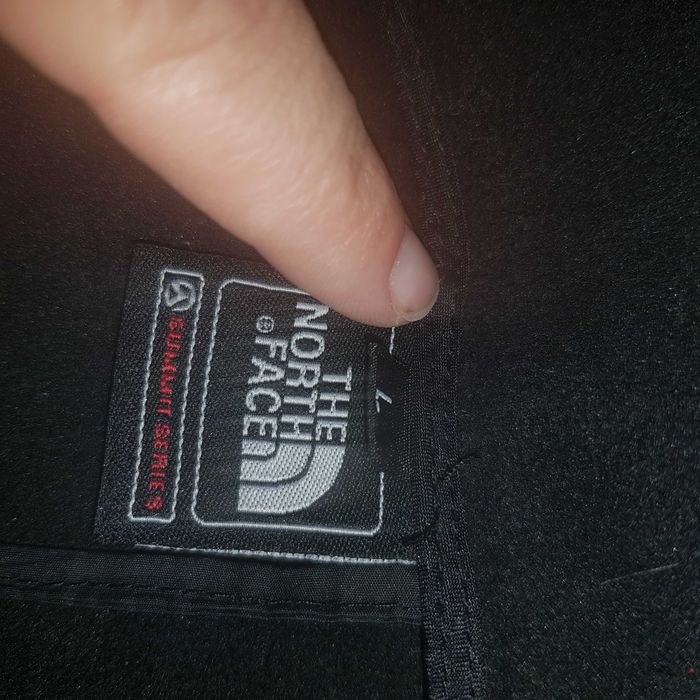 L
THE
NORTH
FACE
®
SUMMIT SERIES